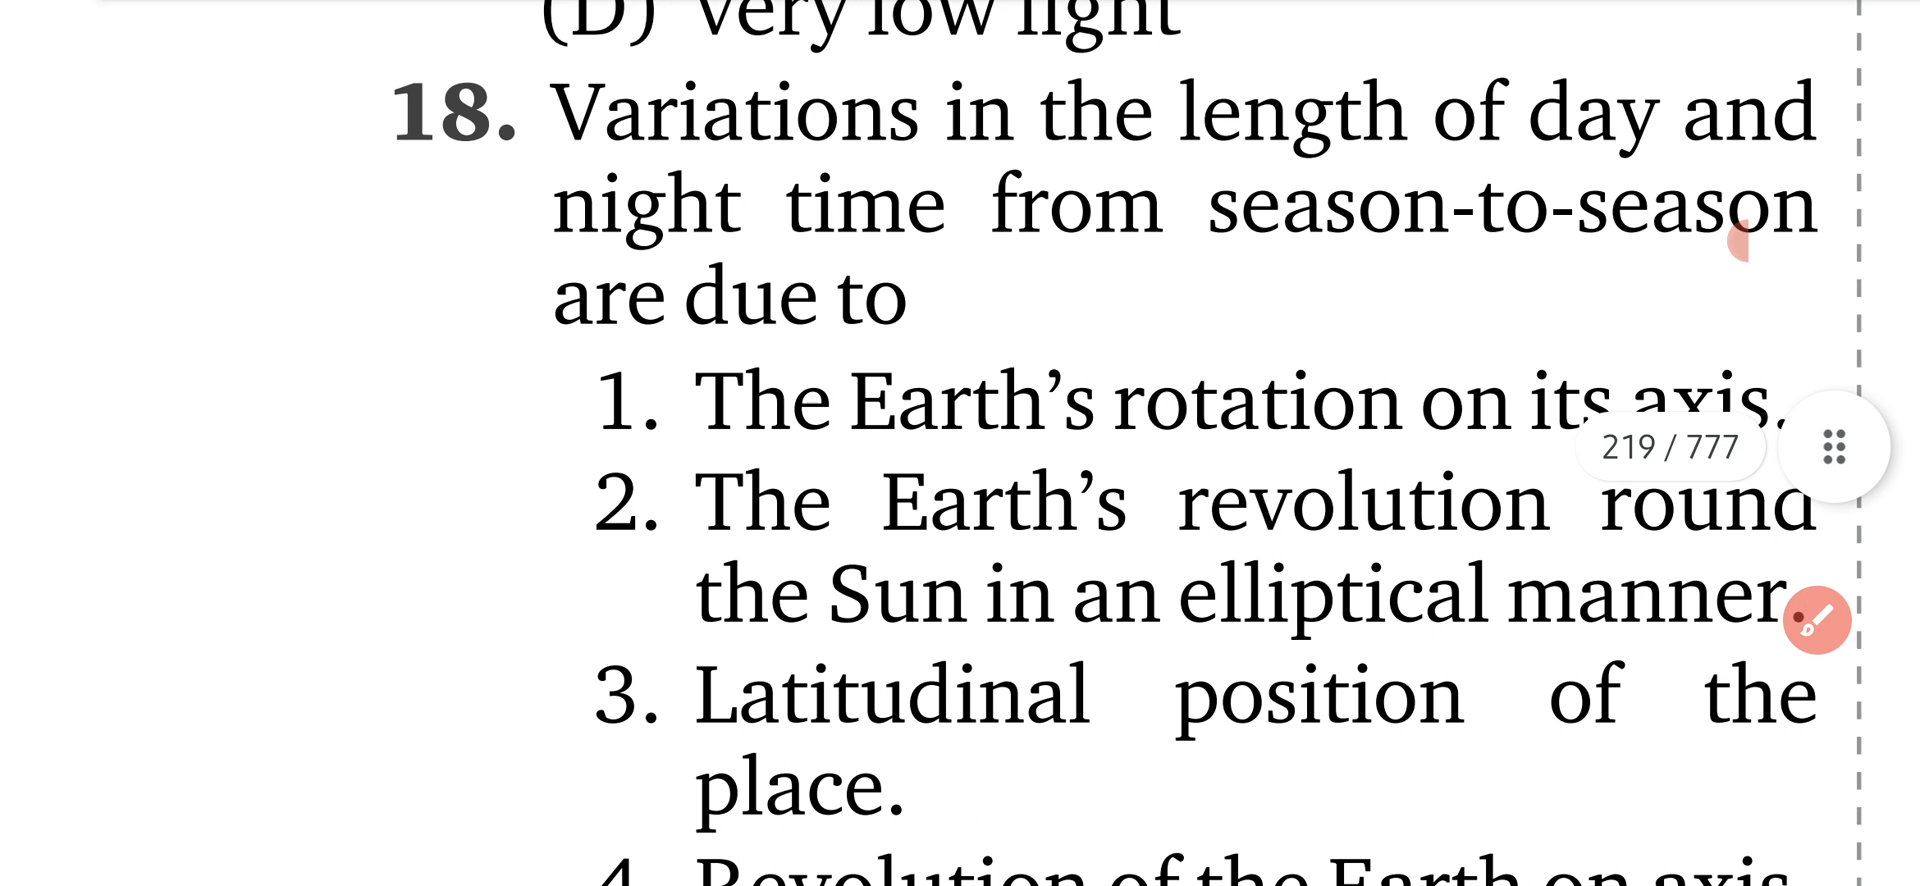 (D) Very low light
18. Variations in the length of day and
night time from season-to-season
are due to
1. The Earth’s rotation on its axis.
219 / 777
2. The Earth’s revolution round
the Sun in an elliptical manner.
3. Latitudinal position of the
place.
4. Revolution of the Earth on axis